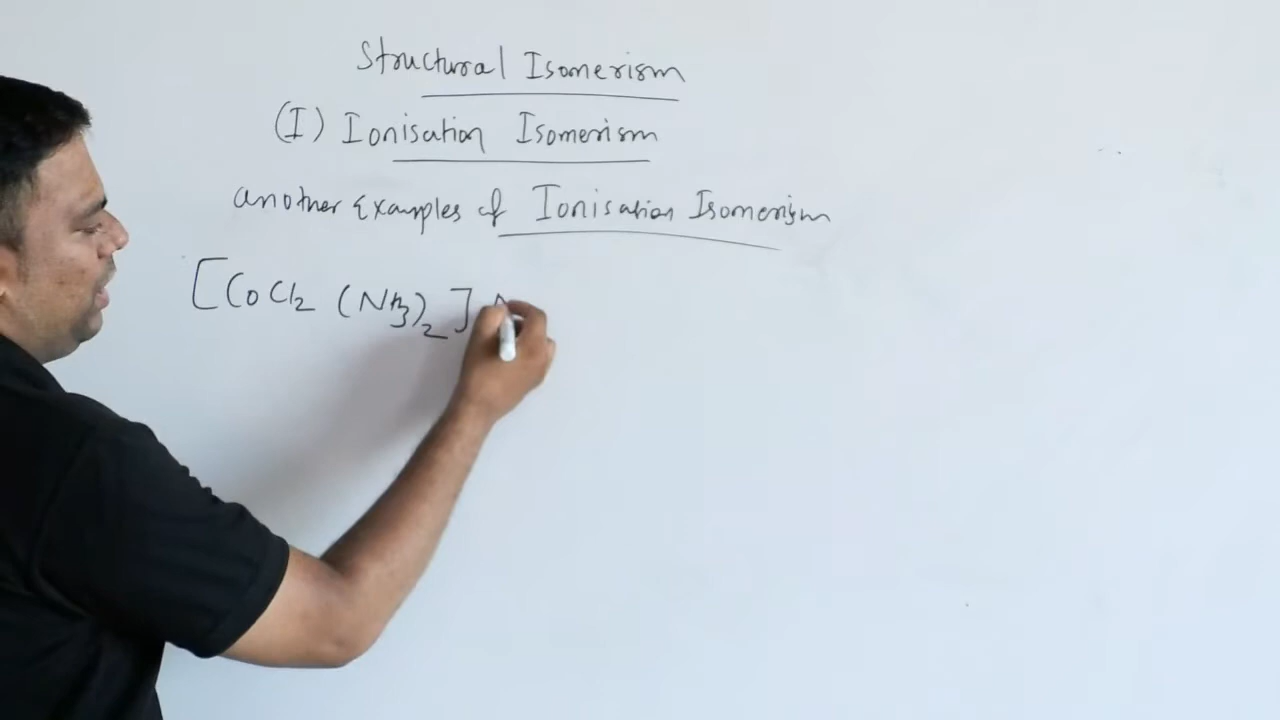 Structural Isomerism
(I) Ionisation Isomerism
another Examples of Ionisation Isomerism
[CoCl₂ (NH₃)₂]